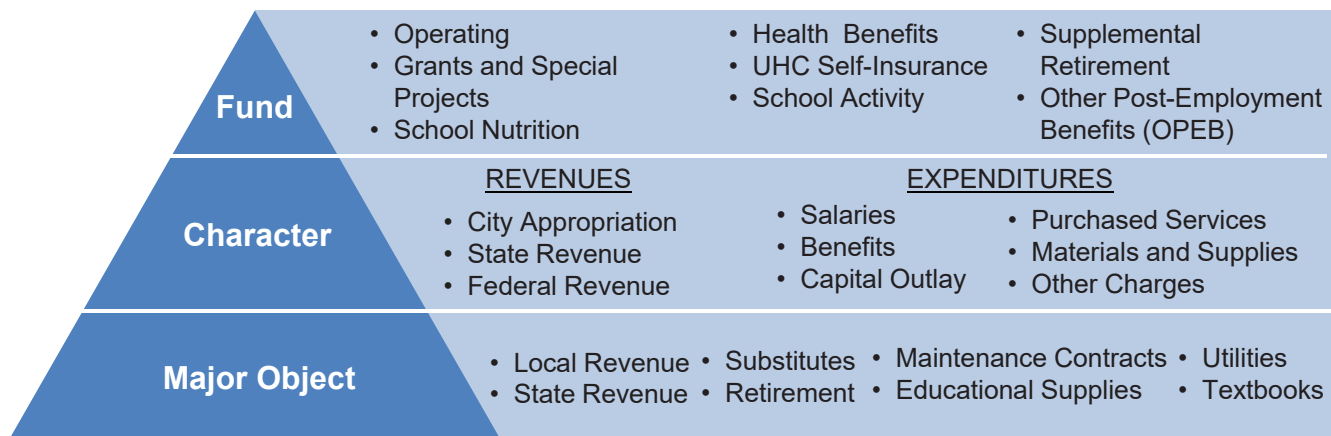 Fund
• Operating
• Grants and Special
Projects
• School Nutrition
• Health Benefits
• UHC Self-Insurance
• School Activity
• Supplemental
Retirement
• Other Post-Employment
Benefits (OPEB)
Character
REVENUES
• City Appropriation
• State Revenue
• Federal Revenue
EXPENDITURES
• Salaries
• Benefits
• Capital Outlay
• Purchased Services
• Materials and Supplies
• Other Charges
Major Object
• Local Revenue
• State Revenue
• Substitutes
• Retirement
• Maintenance Contracts
• Educational Supplies
• Utilities
• Textbooks